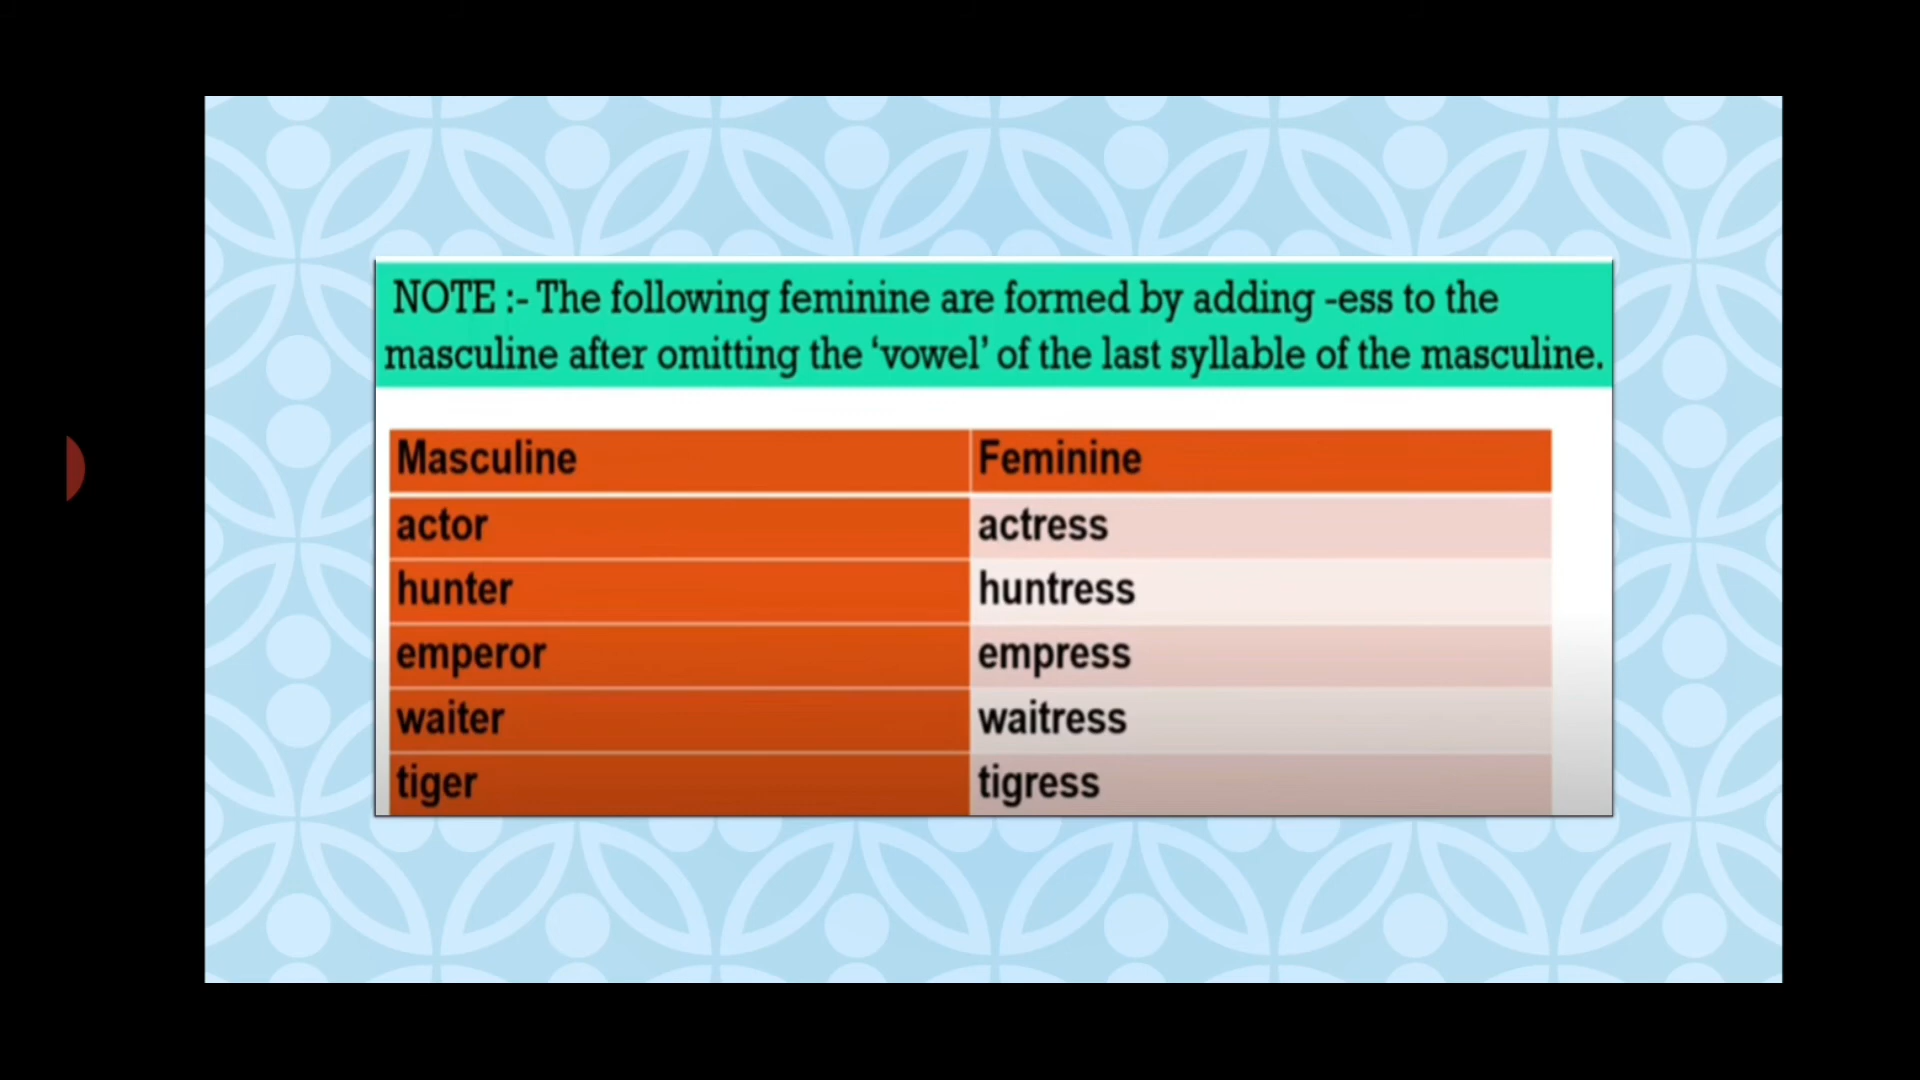 NOTE :- The following feminine are formed by adding -ess to the
masculine after omitting the ‘vowel’ of the last syllable of the masculine.
Masculine Feminine
actor actress
hunter huntress
emperor empress
waiter waitress
tiger tigress